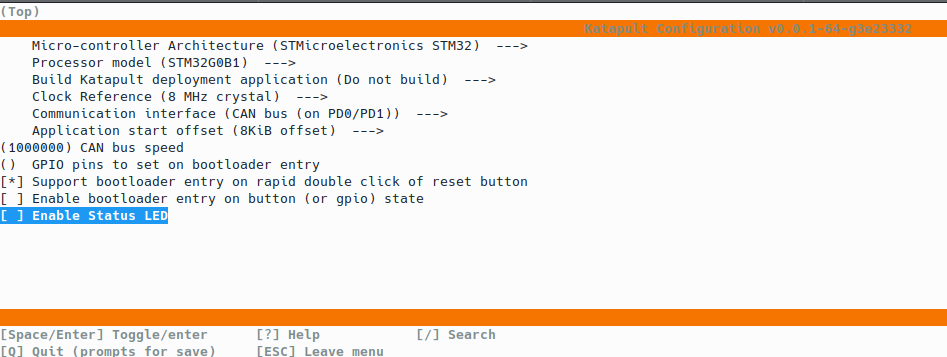 (Top)
Katapult Configuration v0.0.1-64-g3e23332
Micro-controller Architecture (STMicroelectronics STM32)  --->
Processor model (STM32G0B1)  --->
Build Katapult deployment application (Do not build)  --->
Clock Reference (8 MHz crystal)  --->
Communication interface (CAN bus (on PD0/PD1))  --->
Application start offset (8KiB offset)  --->
(1000000) CAN bus speed
()  GPIO pins to set on bootloader entry
[*] Support bootloader entry on rapid double click of reset button
[ ] Enable bootloader entry on button (or gpio) state
[ ] Enable Status LED
[Space/Enter] Toggle/enter      [?] Help            [/] Search
[Q] Quit (prompts for save)     [ESC] Leave menu